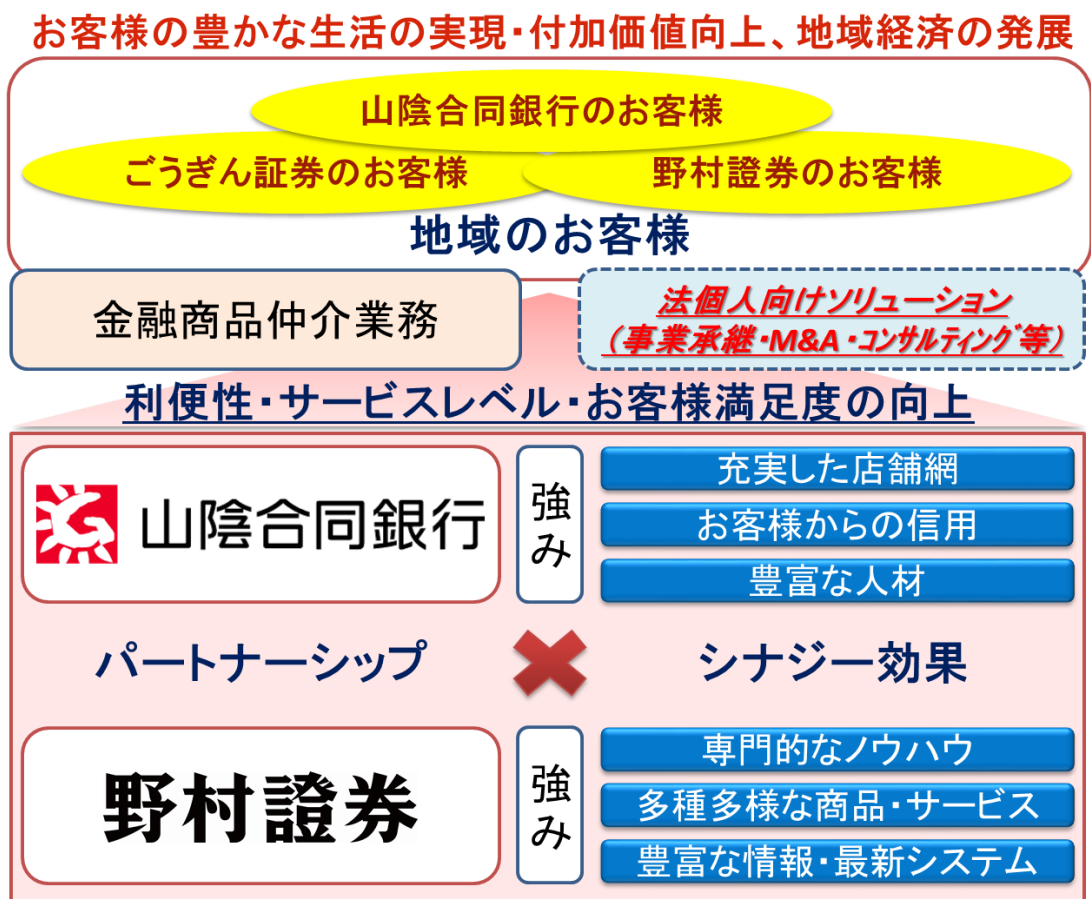 お客様の豊かな生活の実現・付加価値向上、地域経済の発展
山陰合同銀行のお客様
ごうぎん証券のお客様
野村證券のお客様
地域のお客様
金融商品仲介業務
法個人向けソリューション
（事業承継・M&A・コンサルティング等）
利便性・サービスレベル・お客様満足度の向上
山陰合同銀行
強み
充実した店舗網
お客様からの信用
豊富な人材
パートナーシップ
シナジー効果
野村證券
強み
専門的なノウハウ
多種多様な商品・サービス
豊富な情報・最新システム